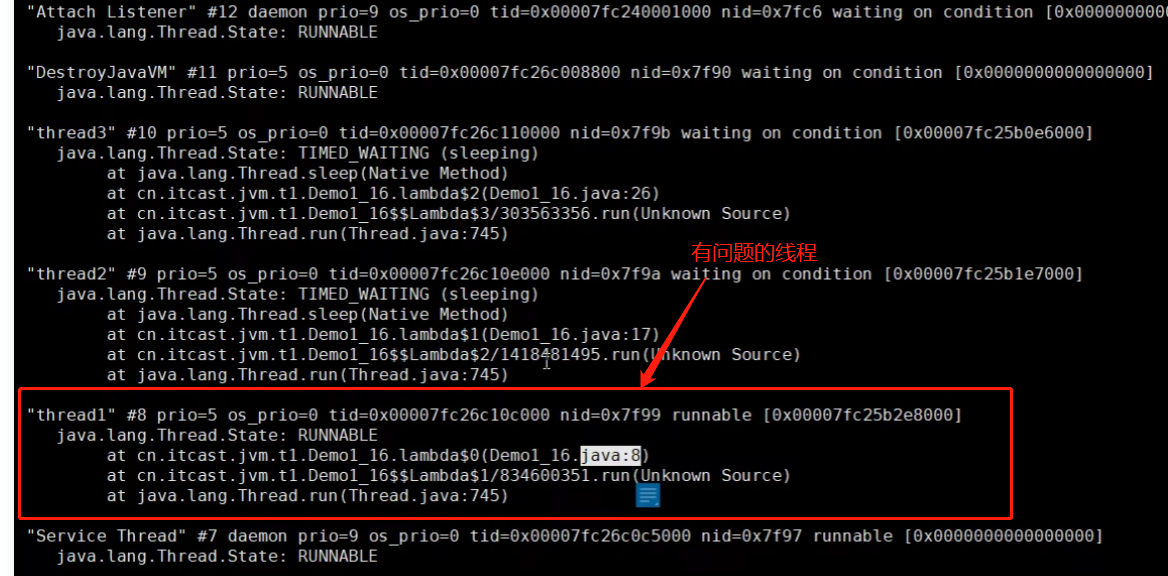 "Attach Listener" #12 daemon prio=9 os_prio=0 tid=0x00007fc240001000 nid=0x7fc6 waiting on condition [0x0000000000
java.lang.Thread.State: RUNNABLE
"DestroyJavaVM" #11 prio=5 os_prio=0 tid=0x00007fc26c008800 nid=0x7f90 waiting on condition [0x0000000000000000]
java.lang.Thread.State: RUNNABLE
"thread3" #10 prio=5 os_prio=0 tid=0x00007fc26c110000 nid=0x7f9b waiting on condition [0x00007fc25b0e6000]
java.lang.Thread.State: TIMED_WAITING (sleeping)
at java.lang.Thread.sleep(Native Method)
at cn.itcast.jvm.t1.Demo1_16.lambda$2(Demo1_16.java:26)
at cn.itcast.jvm.t1.Demo1_16$$Lambda$3/303563356.run(Unknown Source)
at java.lang.Thread.run(Thread.java:745)
有问题的线程
"thread2" #9 prio=5 os_prio=0 tid=0x00007fc26c10e000 nid=0x7f9a waiting on condition [0x00007fc25b1e7000]
java.lang.Thread.State: TIMED_WAITING (sleeping)
at java.lang.Thread.sleep(Native Method)
at cn.itcast.jvm.t1.Demo1_16.lambda$1(Demo1_16.java:17)
at cn.itcast.jvm.t1.Demo1_16$$Lambda$2/1418481495.run(Unknown Source)
at java.lang.Thread.run(Thread.java:745)
"thread1" #8 prio=5 os_prio=0 tid=0x00007fc26c10c000 nid=0x7f99 runnable [0x00007fc25b2e8000]
java.lang.Thread.State: RUNNABLE
at cn.itcast.jvm.t1.Demo1_16.lambda$0(Demo1_16.java:8)
at cn.itcast.jvm.t1.Demo1_16$$Lambda$1/834600351.run(Unknown Source)
at java.lang.Thread.run(Thread.java:745)
"Service Thread" #7 daemon prio=9 os_prio=0 tid=0x00007fc26c0c5000 nid=0x7f97 runnable [0x0000000000000000]
java.lang.Thread.State: RUNNABLE